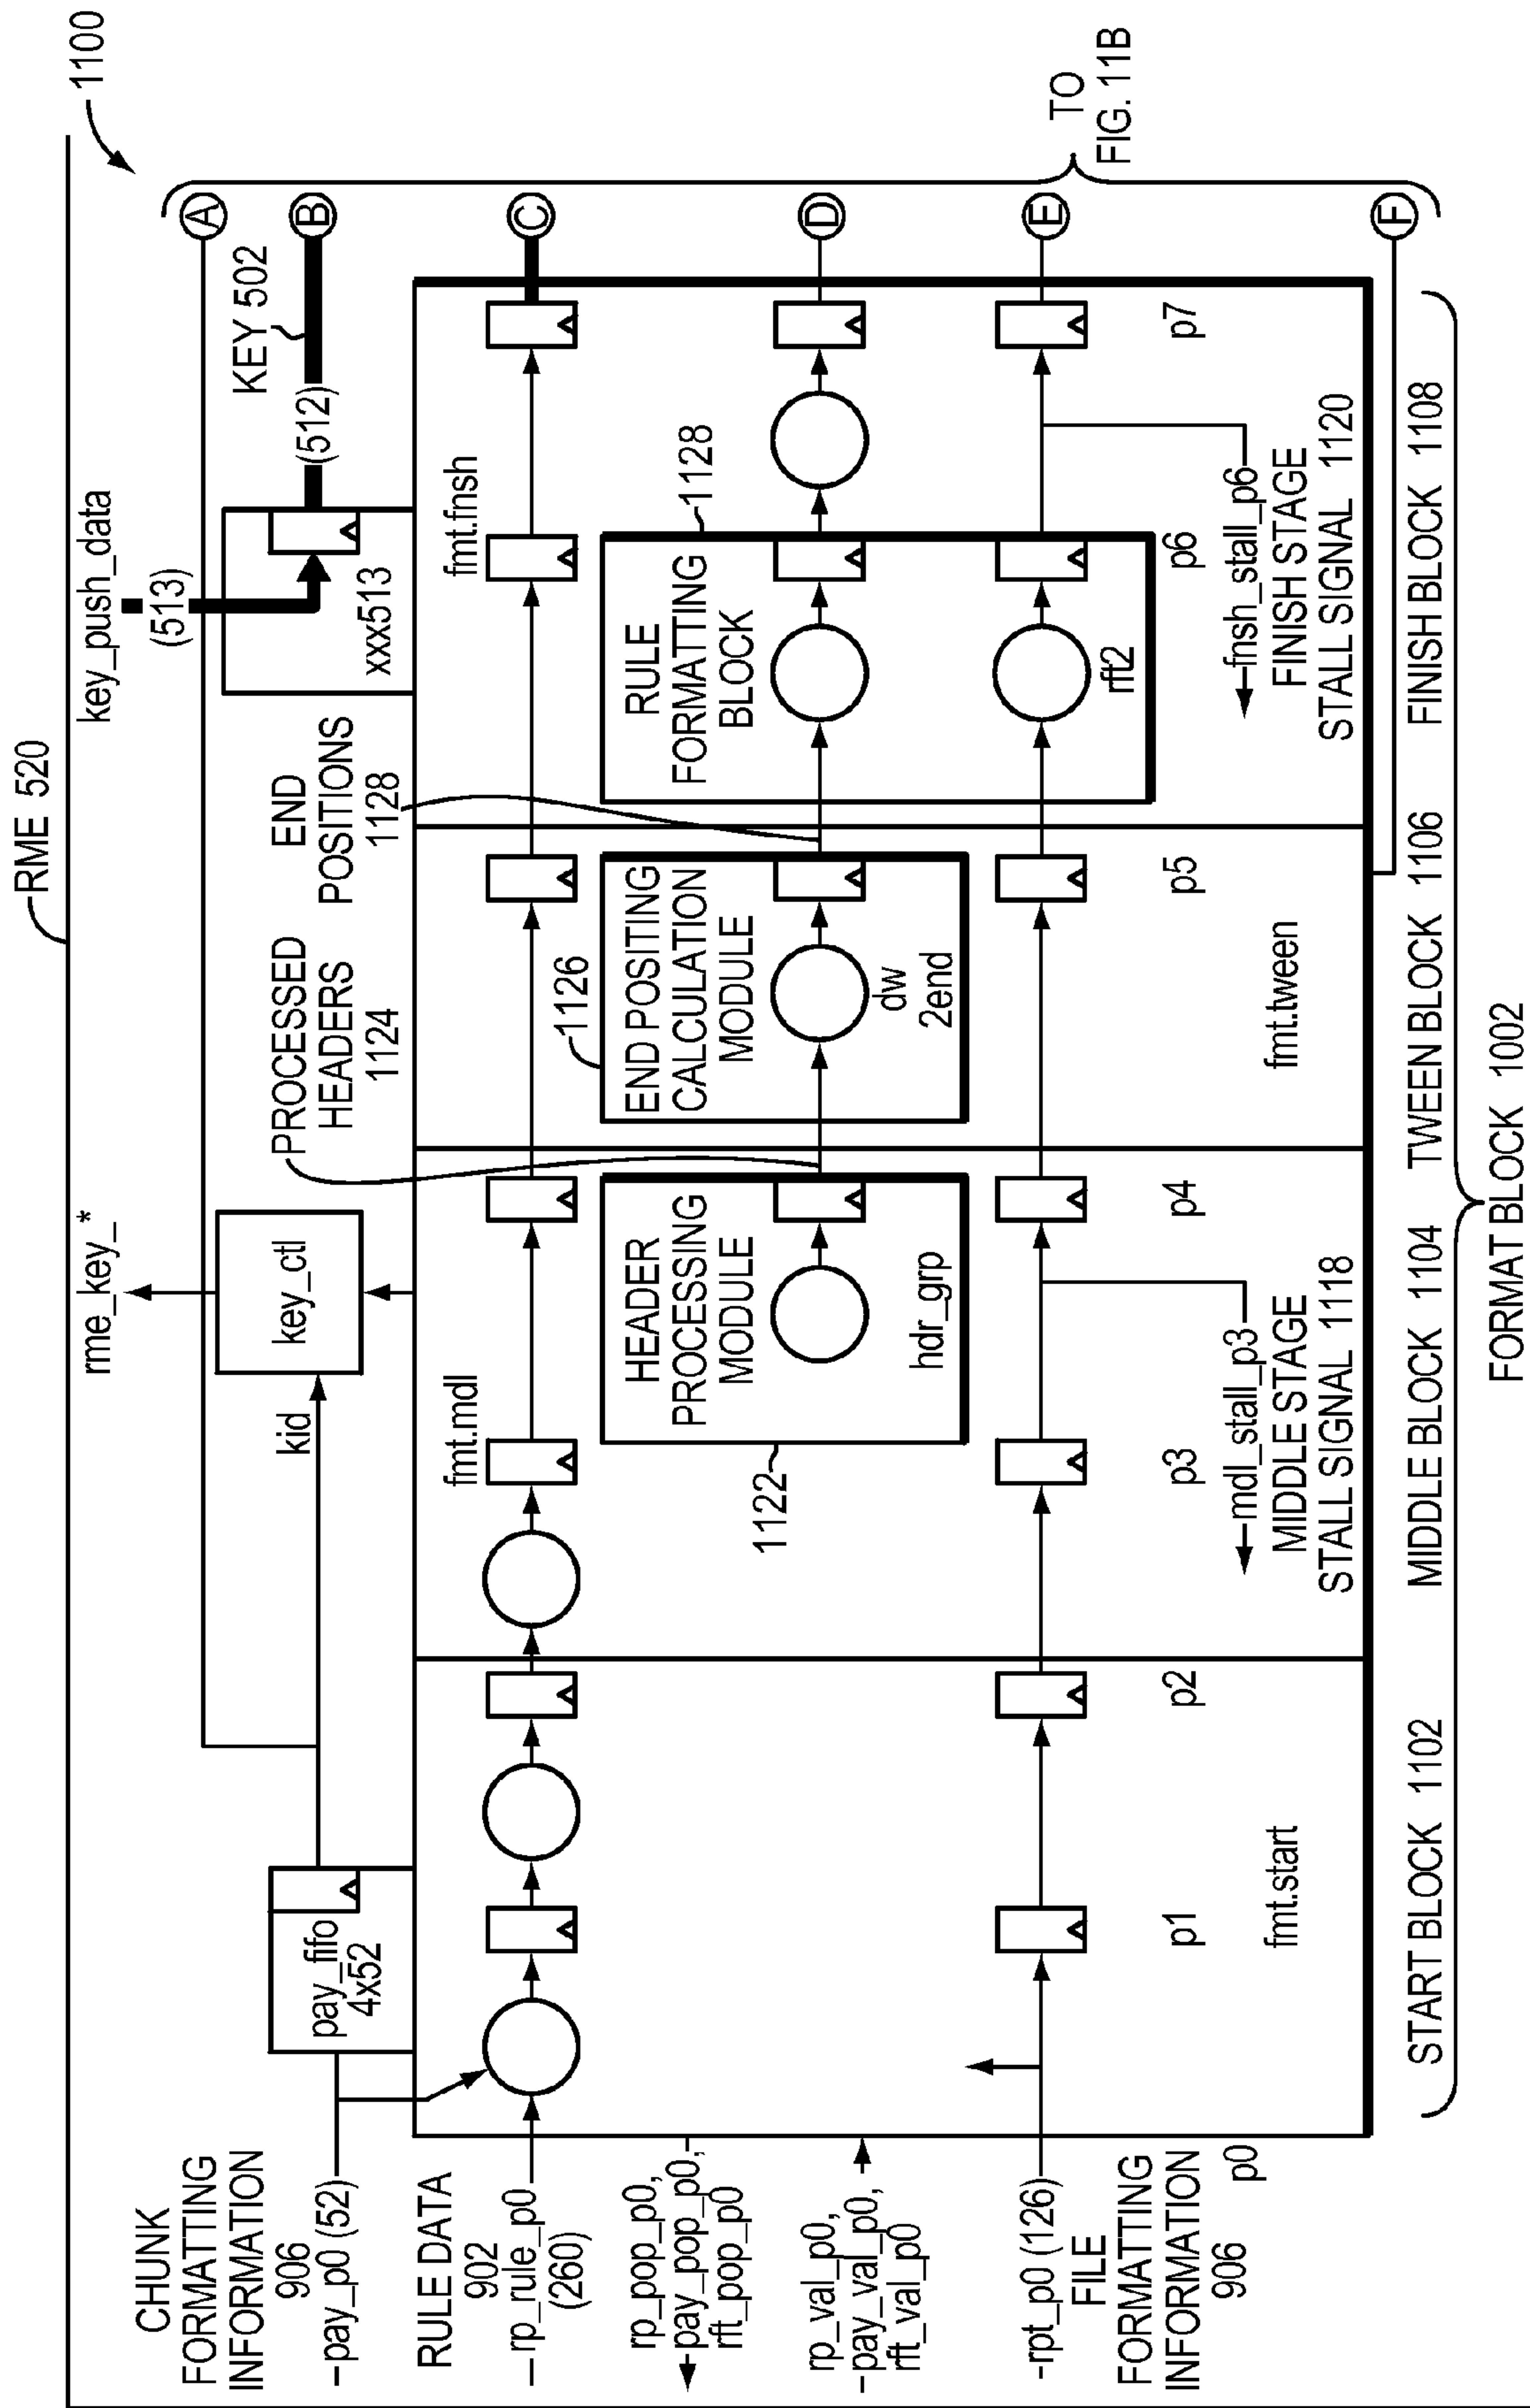 RME 520
1100
rme_key_*
key_push_data
(513)
KEY 502
(512)
A
B
C
D
E
F
TO
FIG. 11B
CHUNK
FORMATTING
INFORMATION
906
pay_p0 (52)
pay_fifo
4x52
kid
key_ctl
PROCESSED
HEADERS
1124
END
POSITIONS
1128
xxx513
RULE DATA
902
rp_rule_p0
(260)
fmt.mdl
fmt.fnsh
rp_pop_p0,
pay_pop_p0,
rft_pop_p0
rp_val_p0,
pay_val_p0,
rft_val_p0
1122
HEADER
PROCESSING
MODULE
hdr_grp
1126
END POSITING
CALCULATION
MODULE
dw
2end
RULE
FORMATTING
BLOCK
1128
rft2
rpt_p0 (126)
FILE
FORMATTING
INFORMATION
906
p0
p1
p2
p3
p4
p5
p6
p7
fmt.start
mdl_stall_p3
MIDDLE STAGE
STALL SIGNAL 1118
fmt.tween
fnsh_stall_p6
FINISH STAGE
STALL SIGNAL 1120
START BLOCK 1102
MIDDLE BLOCK 1104
TWEEN BLOCK 1106
FINISH BLOCK 1108
FORMAT BLOCK 1002